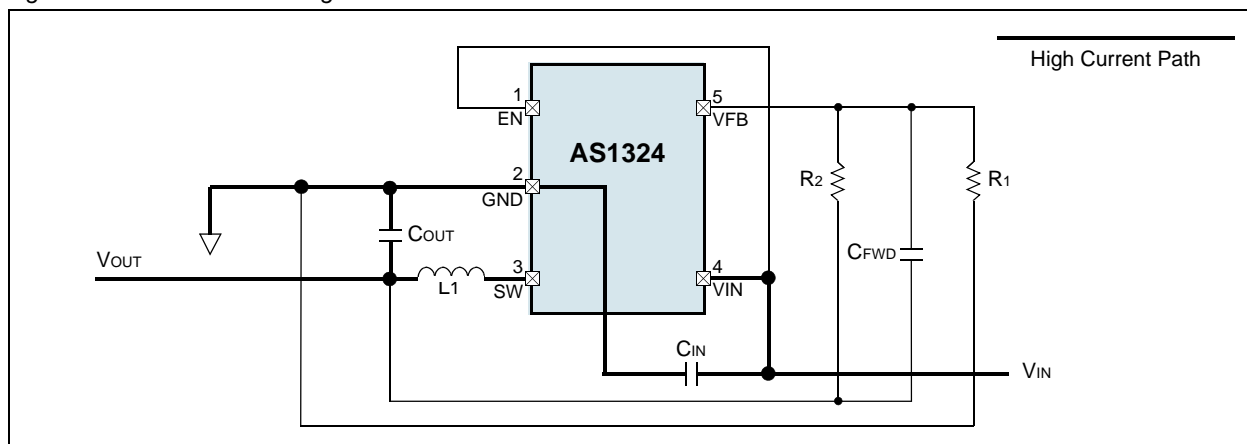 High Current Path
1
EN
5
VFB
AS1324
2
GND
R2
R1
COUT
CFWD
VOUT
L1
3
SW
4
VIN
CIN
VIN